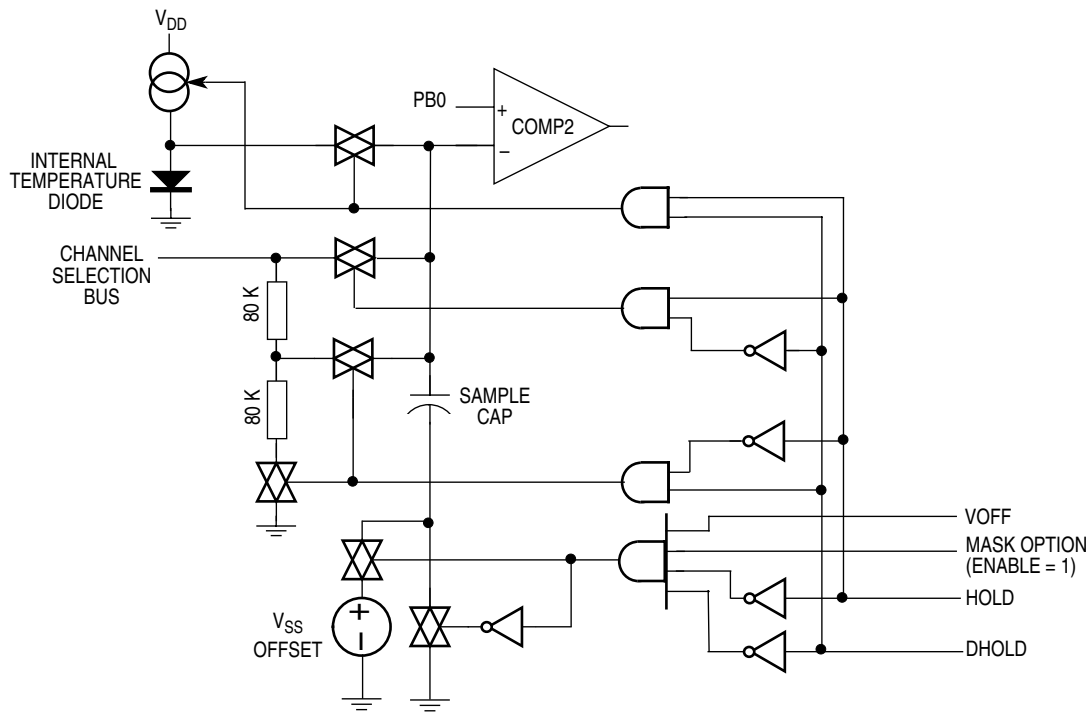 VDD
PB0
+
COMP2
−
INTERNAL
TEMPERATURE
DIODE
CHANNEL
SELECTION
BUS
80 K
80 K
SAMPLE
CAP
VOFF
MASK OPTION
(ENABLE = 1)
HOLD
DHOLD
VSS
OFFSET
+
−